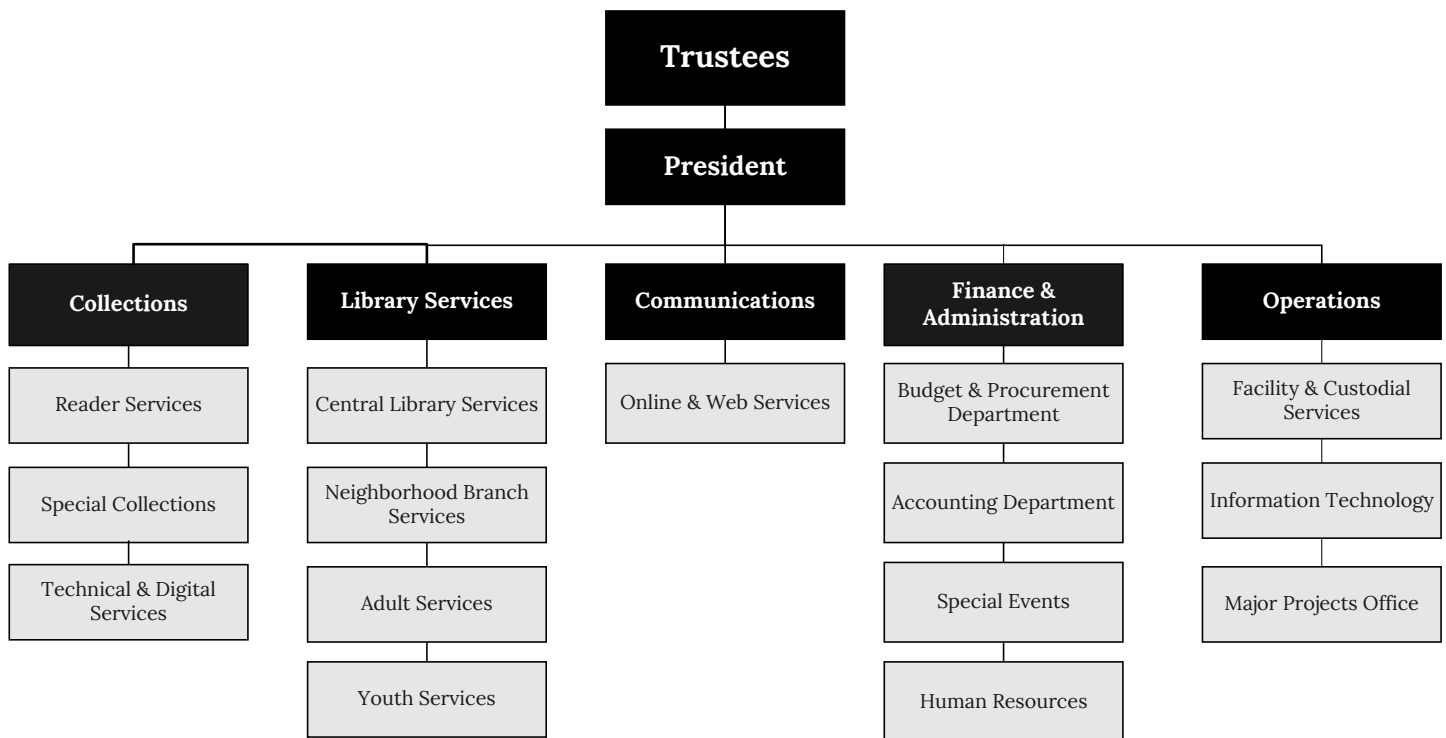 Trustees
President
Collections
Library Services
Communications
Finance &
Administration
Operations
Reader Services
Special Collections
Technical & Digital
Services
Central Library Services
Neighborhood Branch
Services
Adult Services
Youth Services
Online & Web Services
Budget & Procurement
Department
Accounting Department
Special Events
Human Resources
Facility & Custodial
Services
Information Technology
Major Projects Office